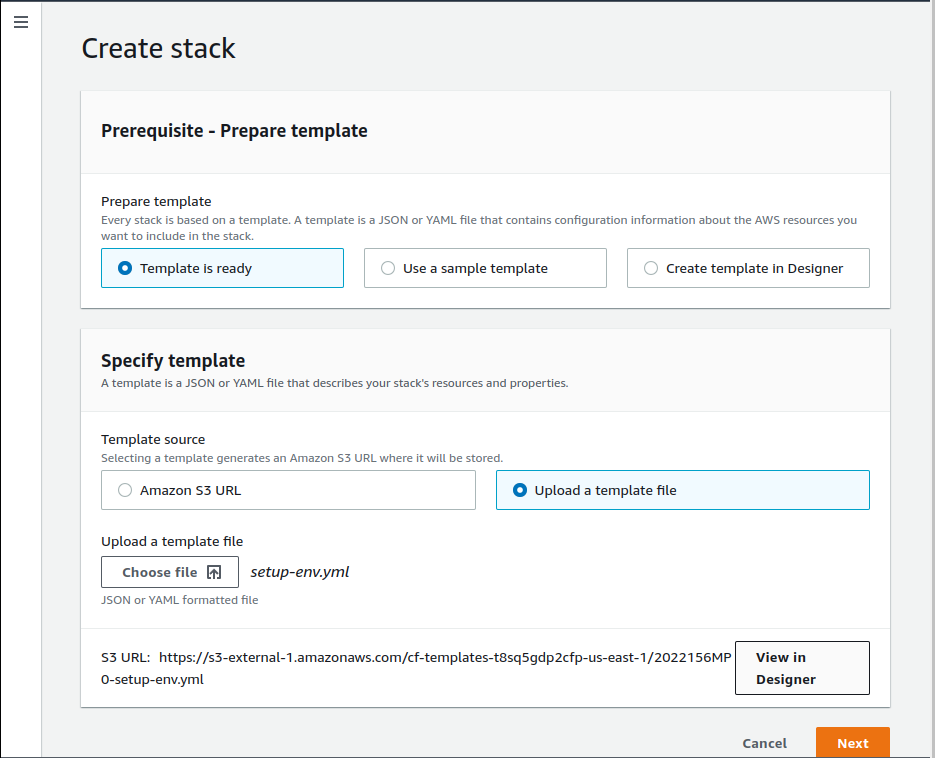 Create stack
Prerequisite - Prepare template
Prepare template
Every stack is based on a template. A template is a JSON or YAML file that contains configuration information about the AWS resources you
want to include in the stack.
Template is ready
Use a sample template
Create template in Designer
Specify template
A template is a JSON or YAML file that describes your stack's resources and properties.
Template source
Selecting a template generates an Amazon S3 URL where it will be stored.
Amazon S3 URL
Upload a template file
Upload a template file
Choose file
setup-env.yml
JSON or YAML formatted file
S3 URL: https://s3-external-1.amazonaws.com/cf-templates-t8sq5gdp2cfp-us-east-1/2022156MP
0-setup-env.yml
View in
Designer
Cancel
Next